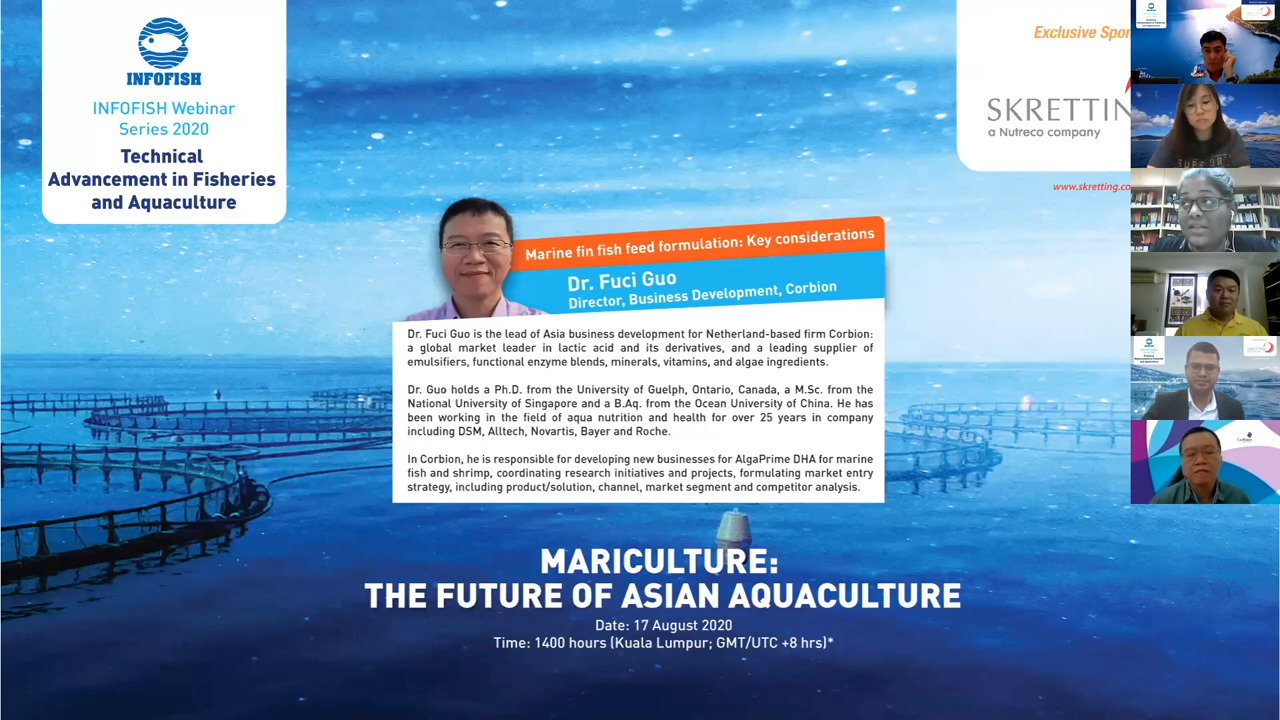 INFOFISH
INFOFISH Webinar
Series 2020
Technical
Advancement in Fisheries
and Aquaculture
Exclusive Spor
SKRETTING
a Nutreco company
www.skretting.co
Marine fin fish feed formulation: Key considerations
Dr. Fuci Guo
Director, Business Development, Corbion
Dr. Fuci Guo is the lead of Asia business development for Netherland-based firm Corbion:
a global market leader in lactic acid and its derivatives, and a leading supplier of
emulsifiers, functional enzyme blends, minerals, vitamins, and algae ingredients.
Dr. Guo holds a Ph.D. from the University of Guelph, Ontario, Canada, a M.Sc. from the
National University of Singapore and a B.Aq. from the Ocean University of China. He has
been working in the field of aqua nutrition and health for over 25 years in company
including DSM, Alltech, Novartis, Bayer and Roche.
In Corbion, he is responsible for developing new businesses for AlgaPrime DHA for marine
fish and shrimp, coordinating research initiatives and projects, formulating market entry
strategy, including product/solution, channel, market segment and competitor analysis.
MARICULTURE:
THE FUTURE OF ASIAN AQUACULTURE
Date: 17 August 2020
Time: 1400 hours (Kuala Lumpur; GMT/UTC +8 hrs)*